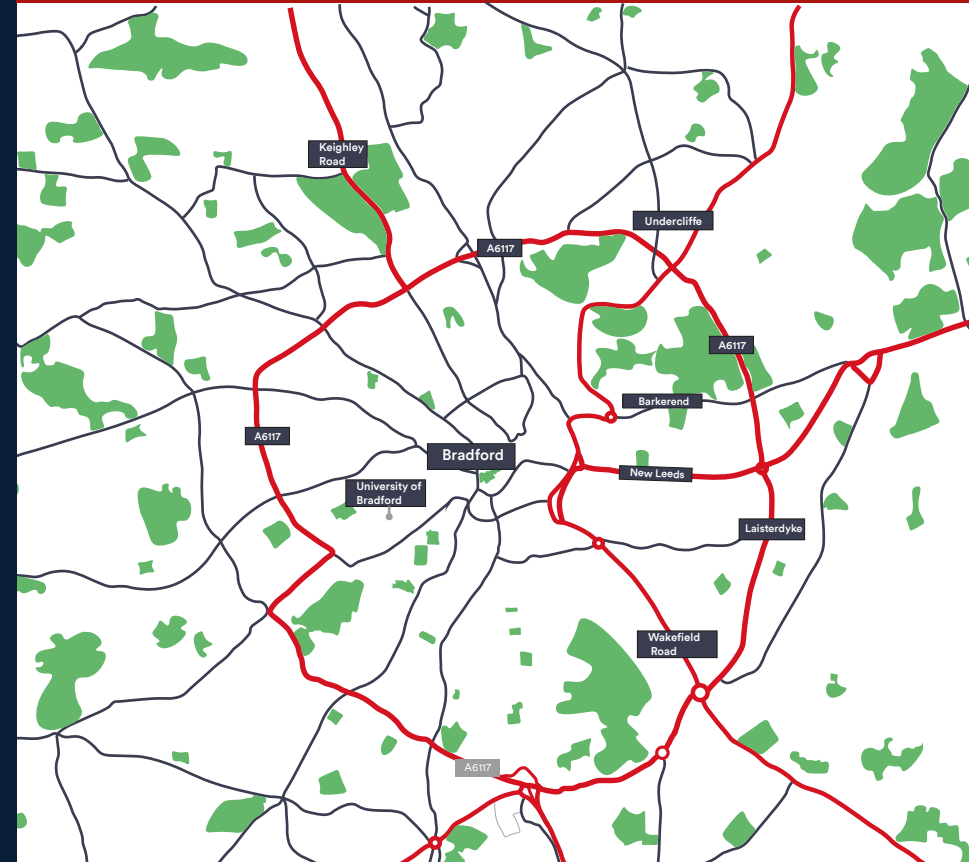 Keighley
Road
Undercliffe
A6117
A6117
Barkerend
A6117
Bradford
New Leeds
University of
Bradford
Laisterdyke
Wakefield
Road
A6117